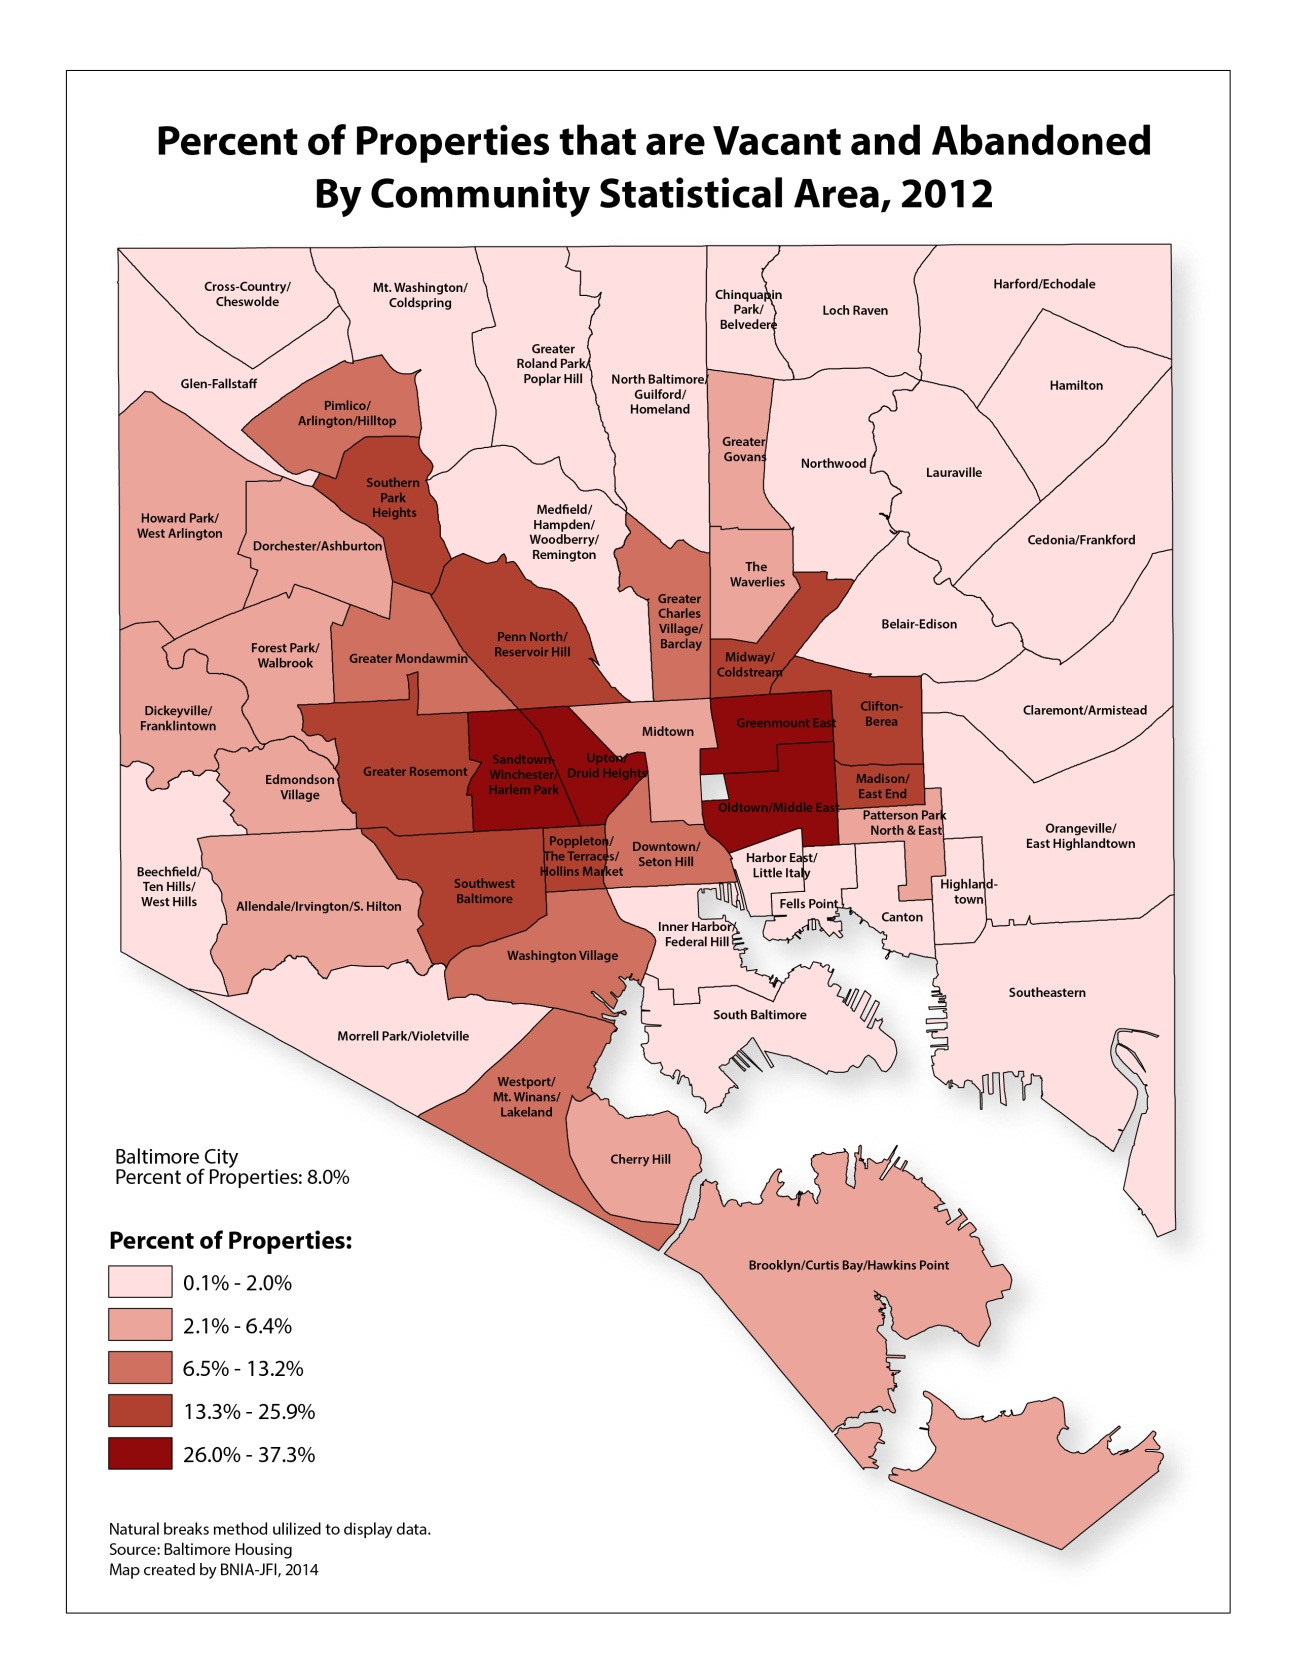 Percent of Properties that are Vacant and Abandoned
By Community Statistical Area, 2012
Cross-Country/
Cheswolde
Mt. Washington/
Coldspring
Chinquapin
Park/
Belvedere
Loch Raven
Harford/Echodale
Glen-Fallstaff
Greater
Roland Park/
Poplar Hill
North Baltimore/
Guilford/
Homeland
Hamilton
Pimlico/
Arlington/Hilltop
Greater
Govans
Northwood
Lauraville
Southern
Park
Heights
Howard Park/
West Arlington
Dorchester/Ashburton
Medfield/
Hampden/
Woodberry/
Remington
Cedonia/Frankford
The
Waverlies
Greater
Charles
Village/
Barclay
Belair-Edison
Forest Park/
Walbrook
Greater Mondawmin
Penn North/
Reservoir Hill
Midway/
Coldstream
Dickeyville/
Franklintown
Midtown
Greenmount East
Clifton-
Berea
Claremont/Armistead
Edmondson
Village
Greater Rosemont
Sandtown-
Winchester/
Harlem Park
Upton/
Druid Heights
Oldtown/Middle East
Madison/
East End
Patterson Park
North & East
Orangeville/
East Highlandtown
Beechfield/
Ten Hills/
West Hills
Allendale/Irvington/S. Hilton
Southwest
Baltimore
Poppleton/
The Terraces/
Hollins Market
Downtown/
Seton Hill
Harbor East/
Little Italy
Fells Point
Canton
Highland-
town
Inner Harbor/
Federal Hill
Washington Village
Southeastern
South Baltimore
Morrell Park/Violetville
Westport/
Mt. Winans/
Lakeland
Cherry Hill
Brooklyn/Curtis Bay/Hawkins Point
Baltimore City
Percent of Properties: 8.0%
Percent of Properties:
0.1% - 2.0%
2.1% - 6.4%
6.5% - 13.2%
13.3% - 25.9%
26.0% - 37.3%
Natural breaks method ulilized to display data.
Source: Baltimore Housing
Map created by BNIA-JFI, 2014